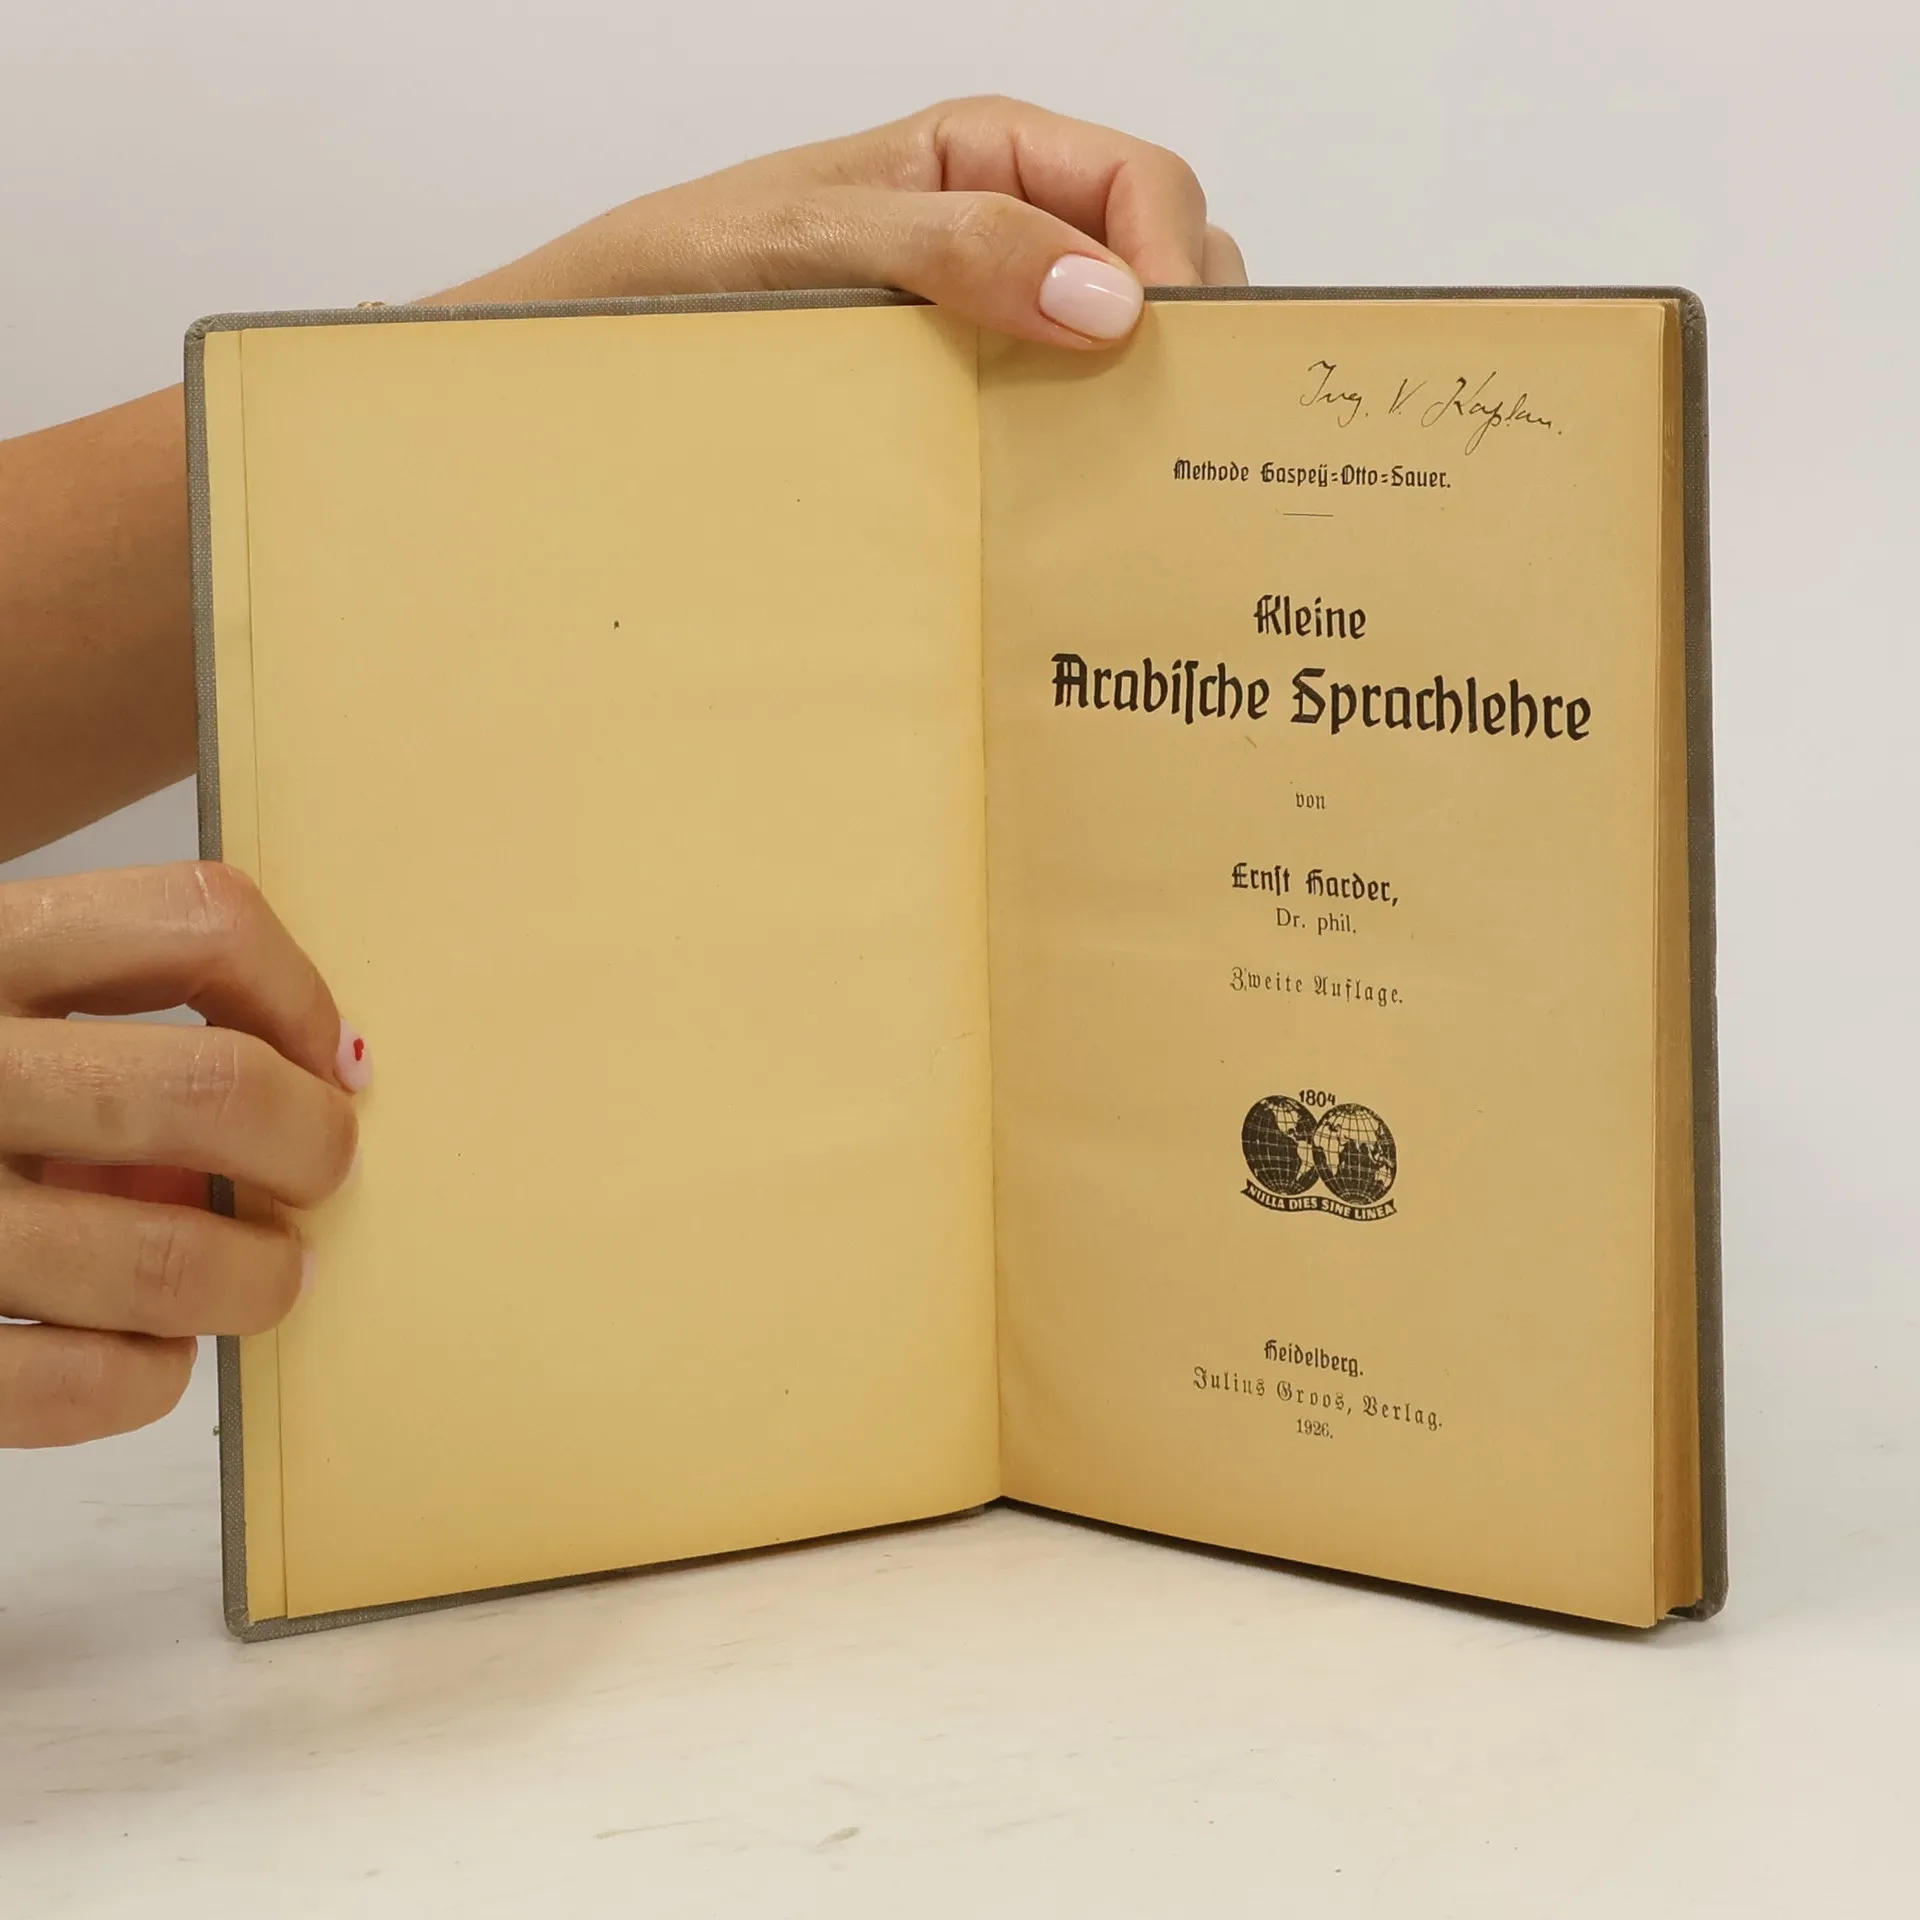 Ing. V. Kaplan.
Methode Gaspey=Otto=Sauer.
Kleine
Arabiſche Sprachlehre
von
Ernſt Harder,
Dr. phil.
Zweite Auflage.
1804
NULLA DIES SINE LINEA
Heidelberg.
Julius Groos, Verlag.
1926.